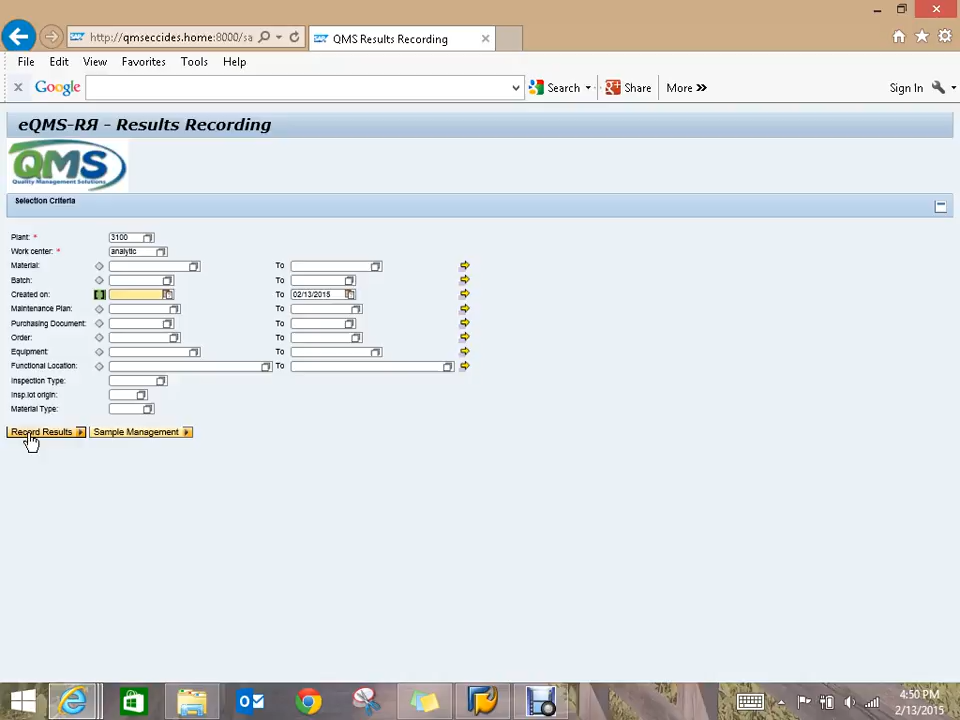 http://qmseccides.home:8000/sa
QMS Results Recording
File Edit View Favorites Tools Help
Google Search Share More » Sign In
eQMS-RЯ - Results Recording
QMS
Quality Management Solutions
Selection Criteria
Plant: * 3100
Work center: * analytic
Material: To
Batch: To
Created on: To 02/13/2015
Maintenance Plan: To
Purchasing Document: To
Order: To
Equipment: To
Functional Location: To
Inspection Type:
Insp.lot origin:
Material Type:
Record Results Sample Management
4:50 PM
2/13/2015